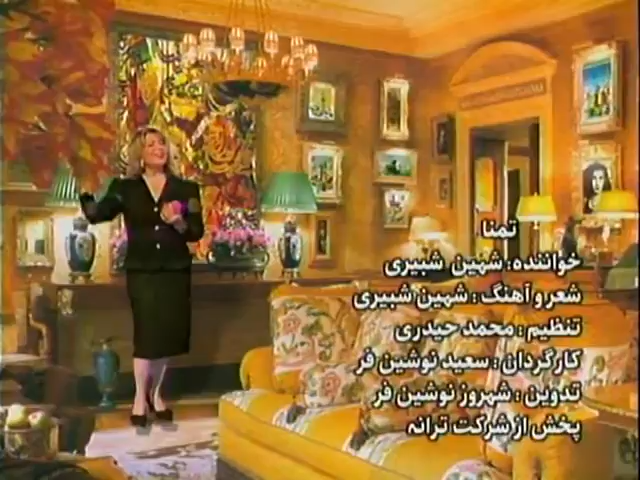 تمنا
خواننده : شهین شبیری
شعر و آهنگ : شهین شبیری
تنظیم : محمد حیدری
کارگردان : سعید نوشین فر
تدوین : شهروز نوشین فر
پخش از شرکت ترانه